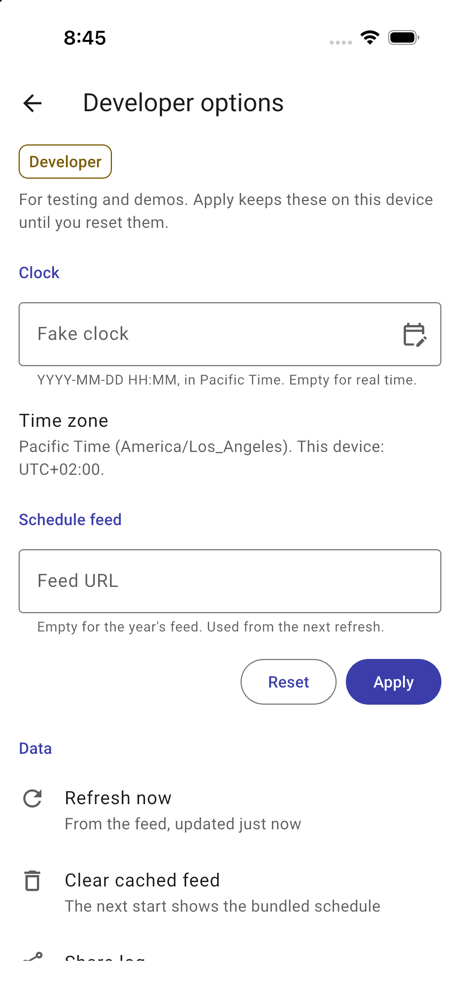 8:45
Developer options
Developer
For testing and demos. Apply keeps these on this device
until you reset them.
Clock
Fake clock
YYYY-MM-DD HH:MM, in Pacific Time. Empty for real time.
Time zone
Pacific Time (America/Los_Angeles). This device:
UTC+02:00.
Schedule feed
Feed URL
Empty for the year's feed. Used from the next refresh.
Reset
Apply
Data
Refresh now
From the feed, updated just now
Clear cached feed
The next start shows the bundled schedule
Share log